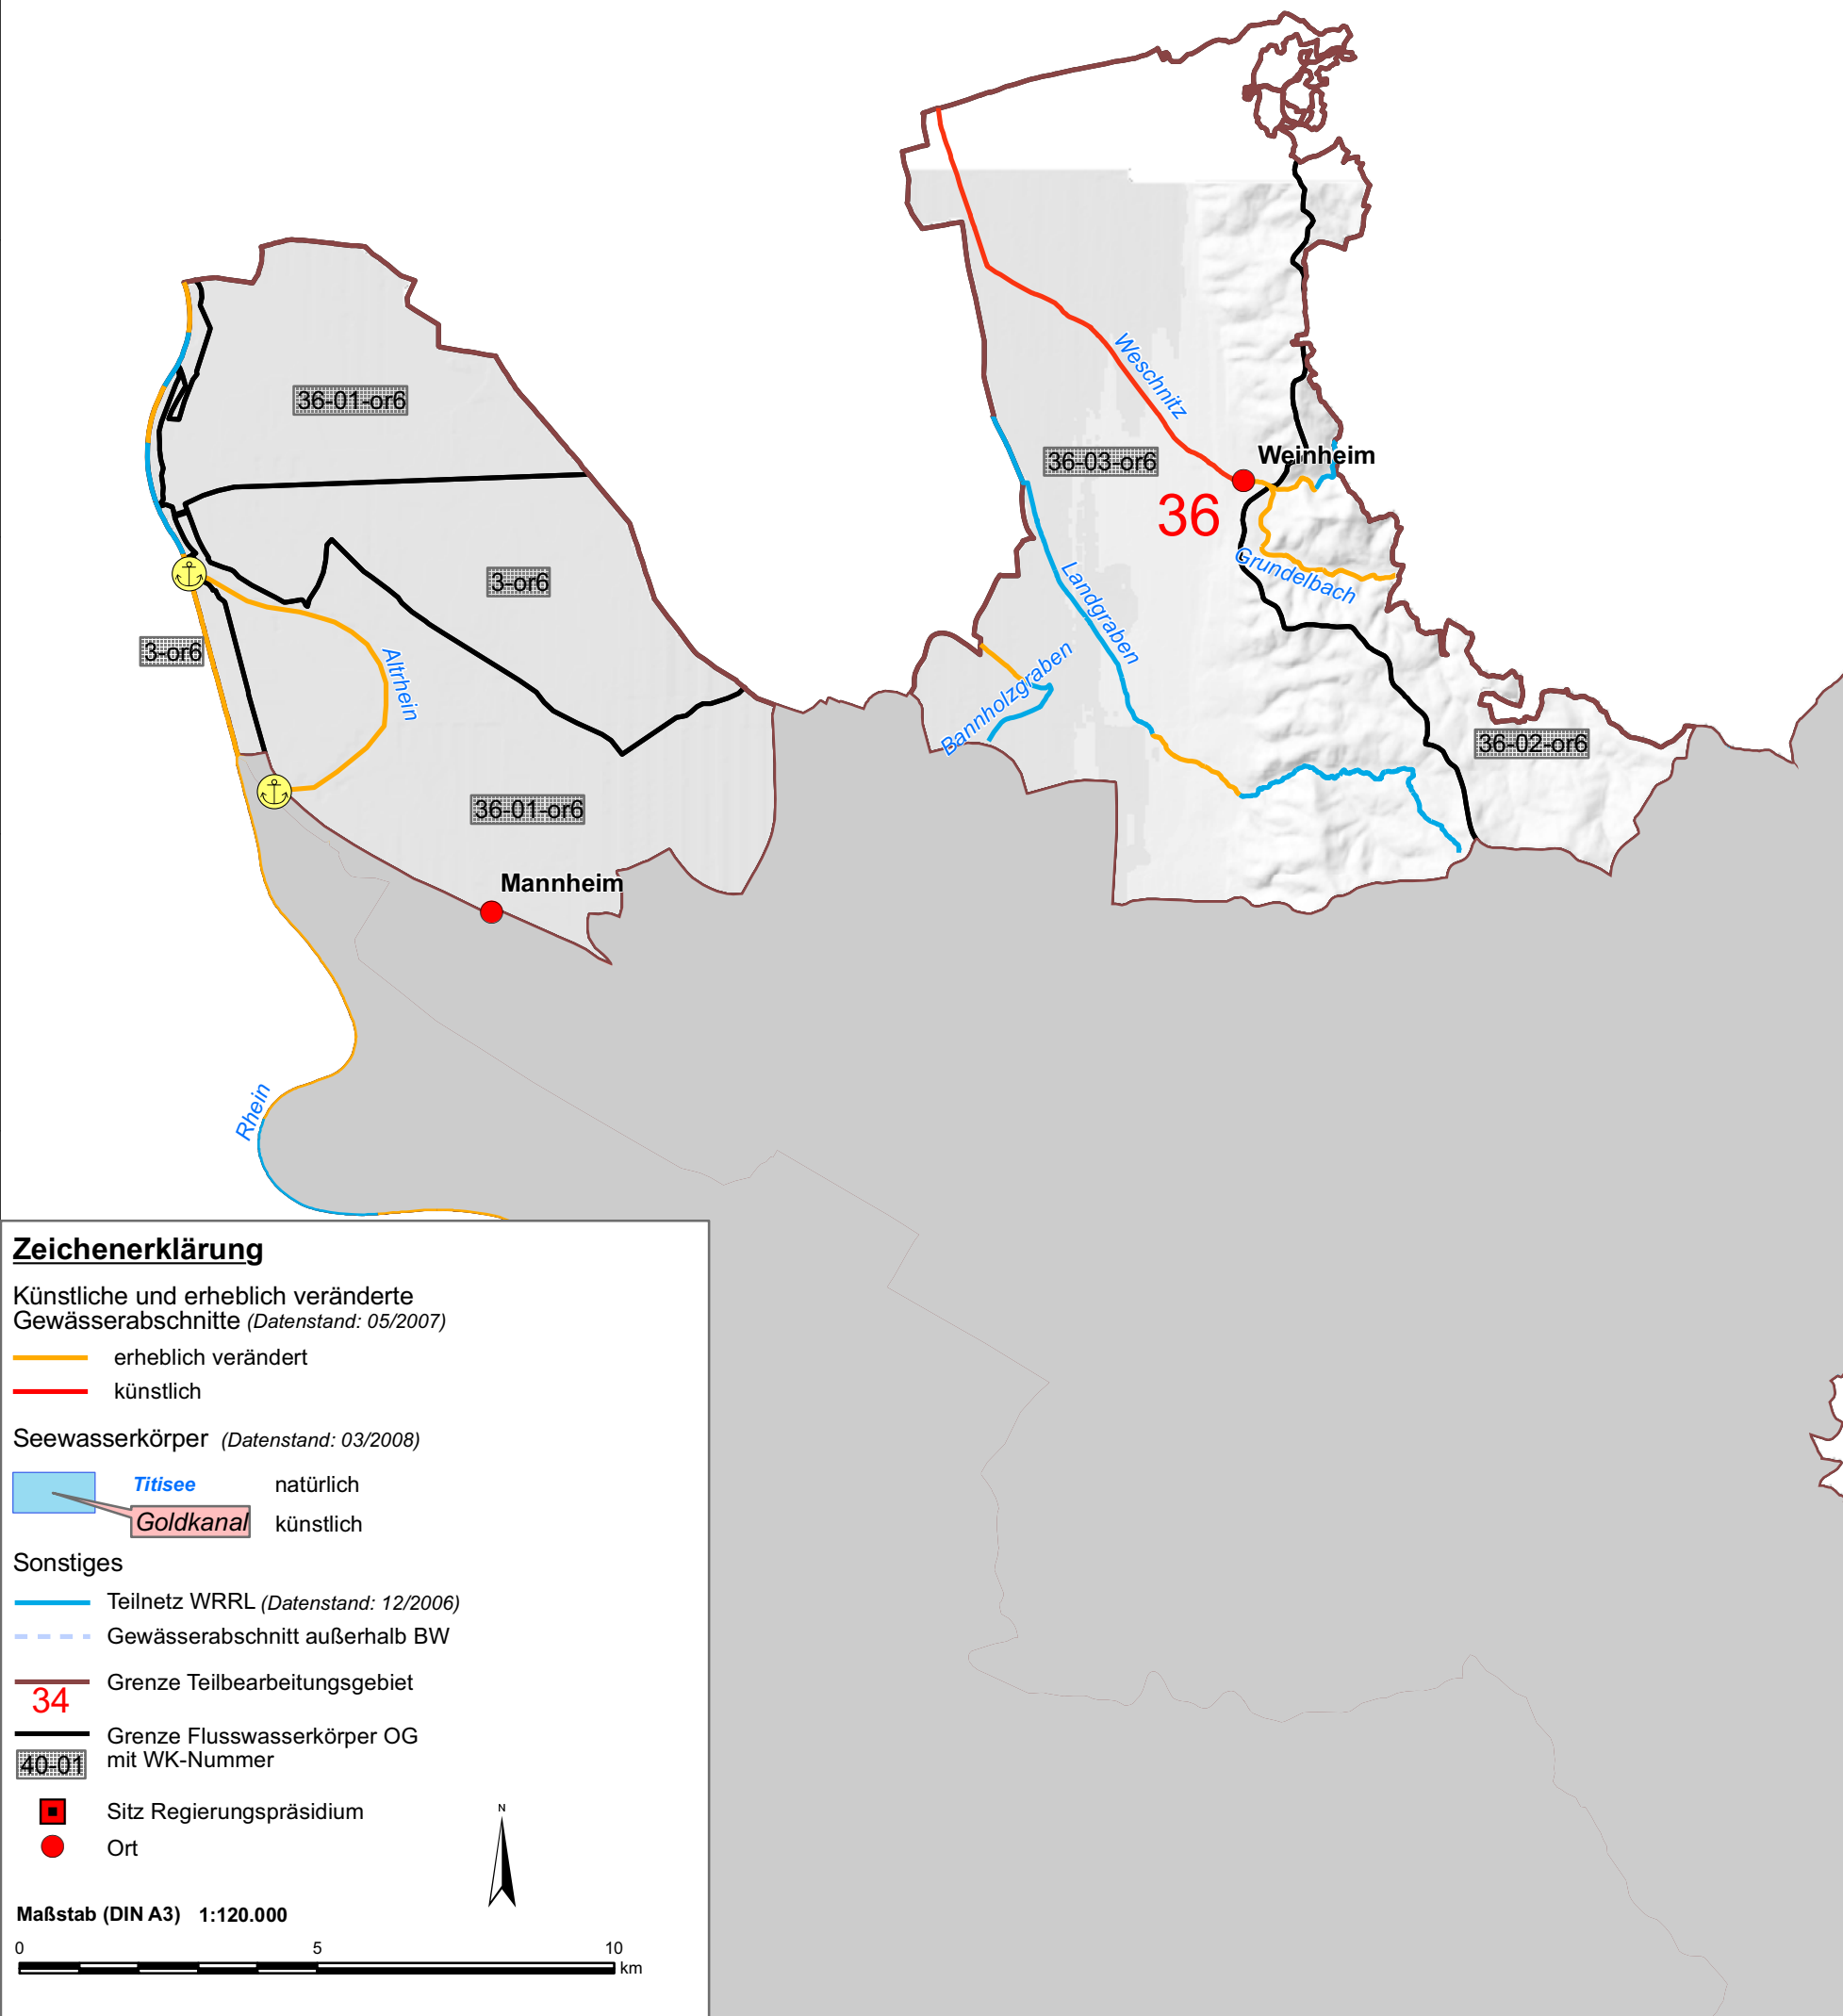 36-01-or6
Weschnitz
Weinheim
36-03-or6
36
Grundelbach
3-or6
Landgraben
3-or6
Altrhein
Bannholzgraben
36-02-or6
36-01-or6
Mannheim
Rhein
Zeichenerklärung
Künstliche und erheblich veränderte
Gewässerabschnitte (Datenstand: 05/2007)
erheblich verändert
künstlich
Seewasserkörper (Datenstand: 03/2008)
Titisee natürlich
Goldkanal künstlich
Sonstiges
Teilnetz WRRL (Datenstand: 12/2006)
Gewässerabschnitt außerhalb BW
Grenze Teilbearbeitungsgebiet
34
Grenze Flusswasserkörper OG
40-01 mit WK-Nummer
Sitz Regierungspräsidium
Ort
N
Maßstab (DIN A3) 1:120.000
0 5 10
km